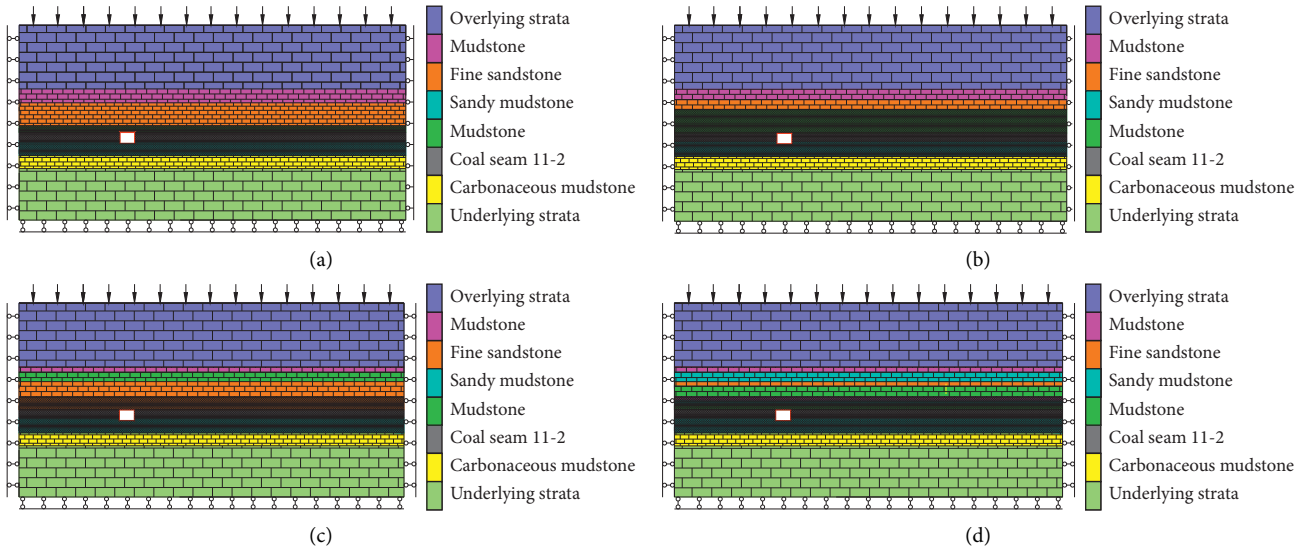 Overlying strata
Mudstone
Fine sandstone
Sandy mudstone
Mudstone
Coal seam 11-2
Carbonaceous mudstone
Underlying strata
(a)
Overlying strata
Mudstone
Fine sandstone
Sandy mudstone
Mudstone
Coal seam 11-2
Carbonaceous mudstone
Underlying strata
(b)
Overlying strata
Mudstone
Fine sandstone
Sandy mudstone
Mudstone
Coal seam 11-2
Carbonaceous mudstone
Underlying strata
(c)
Overlying strata
Mudstone
Fine sandstone
Sandy mudstone
Mudstone
Coal seam 11-2
Carbonaceous mudstone
Underlying strata
(d)